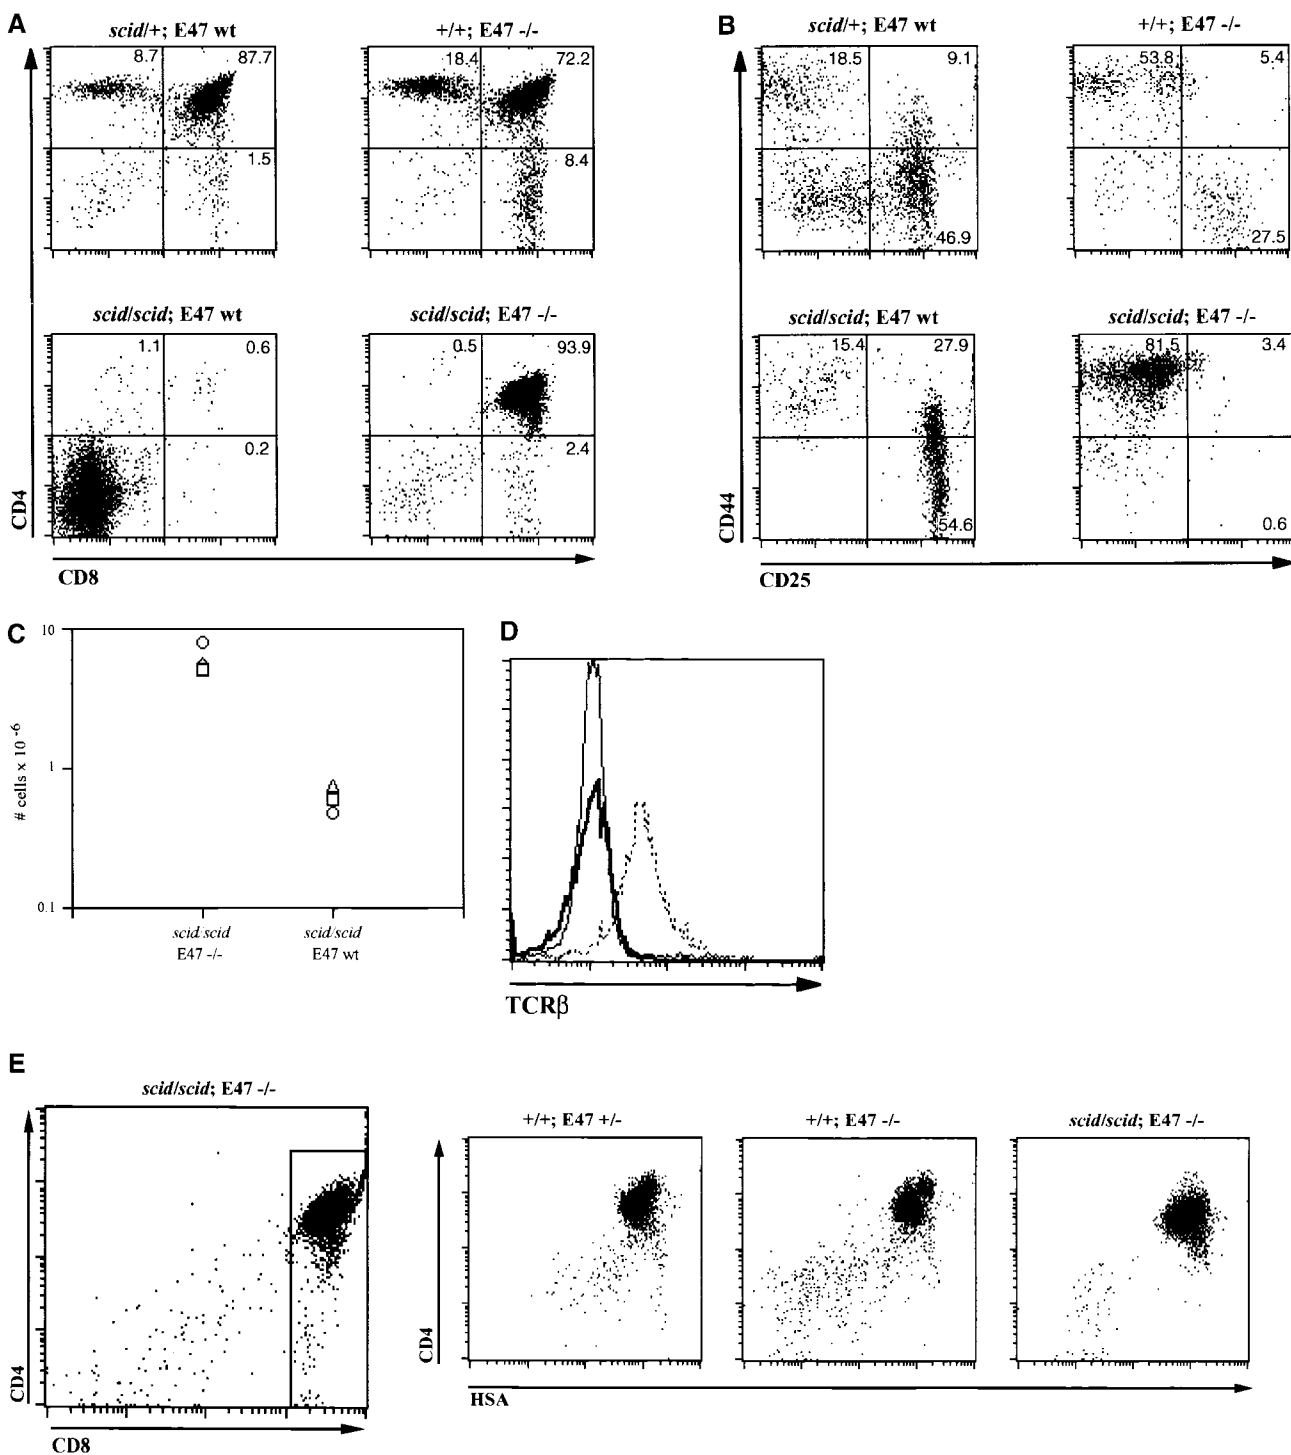 A
scid/+; E47 wt
+/+; E47 -/-
8.7
87.7
1.5
18.4
72.2
8.4
scid/scid; E47 wt
scid/scid; E47 -/-
1.1
0.6
0.2
0.5
93.9
2.4
CD4
CD8
B
scid/+; E47 wt
+/+; E47 -/-
18.5
9.1
46.9
53.8
5.4
27.5
scid/scid; E47 wt
scid/scid; E47 -/-
15.4
27.9
54.6
81.5
3.4
0.6
CD44
CD25
C
10
1
0.1
# cells x 10-6
scid/scid
E47 -/-
scid/scid
E47 wt
D
TCRβ
E
scid/scid; E47 -/-
CD4
CD8
+/+; E47 +/-
+/+; E47 -/-
scid/scid; E47 -/-
CD4
HSA